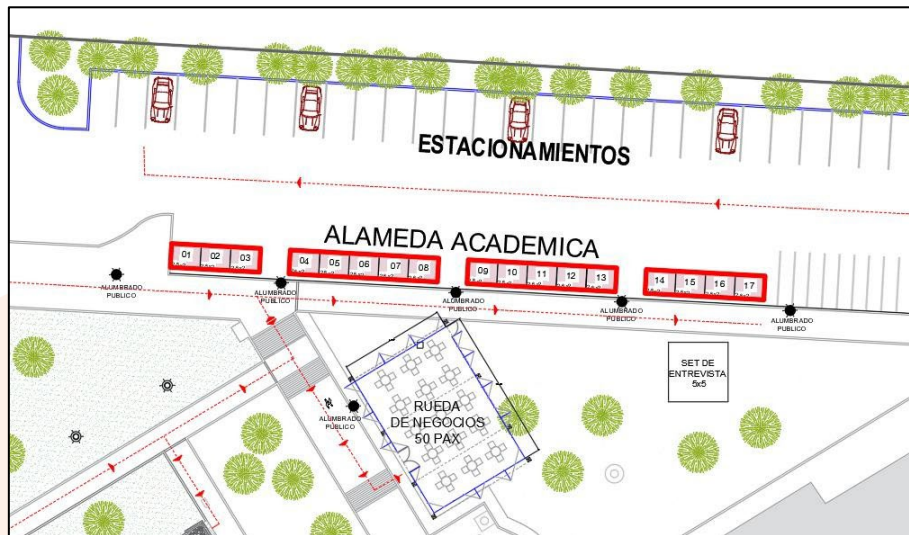 ESTACIONAMIENTOS
ALAMEDA ACADEMICA
01 02 03
04 05 06 07 08
09 10 11 12 13
14 15 16 17
ALUMBRADO
PUBLICO
ALUMBRADO
PUBLICO
ALUMBRADO
PUBLICO
ALUMBRADO
PUBLICO
ALUMBRADO
PUBLICO
SET DE
ENTREVISTA
5x5
RUEDA
DE NEGOCIOS
50 PAX
ALUMBRADO
PUBLICO